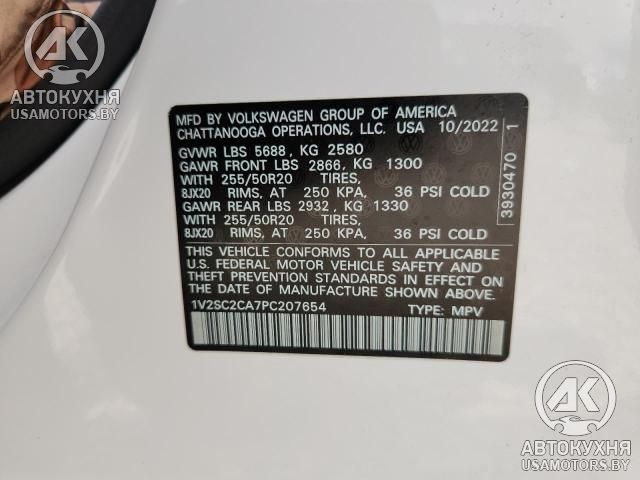 AK
АВТОКУХНЯ
USAMOTORS.BY
MFD BY VOLKSWAGEN GROUP OF AMERICA
CHATTANOOGA OPERATIONS, LLC. USA 10/2022
GVWR LBS 5688, KG 2580
GAWR FRONT LBS 2866, KG 1300
WITH 255/50R20 TIRES,
8JX20 RIMS, AT 250 KPA, 36 PSI COLD
GAWR REAR LBS 2932, KG 1330
WITH 255/50R20 TIRES,
8JX20 RIMS, AT 250 KPA, 36 PSI COLD
THIS VEHICLE CONFORMS TO ALL APPLICABLE
U.S. FEDERAL MOTOR VEHICLE SAFETY AND
THEFT PREVENTION STANDARDS IN EFFECT ON
THE DATE OF MANUFACTURE SHOWN ABOVE.
1V2SC2CA7PC207654 TYPE: MPV
3930470 1
AK
АВТОКУХНЯ
USAMOTORS.BY